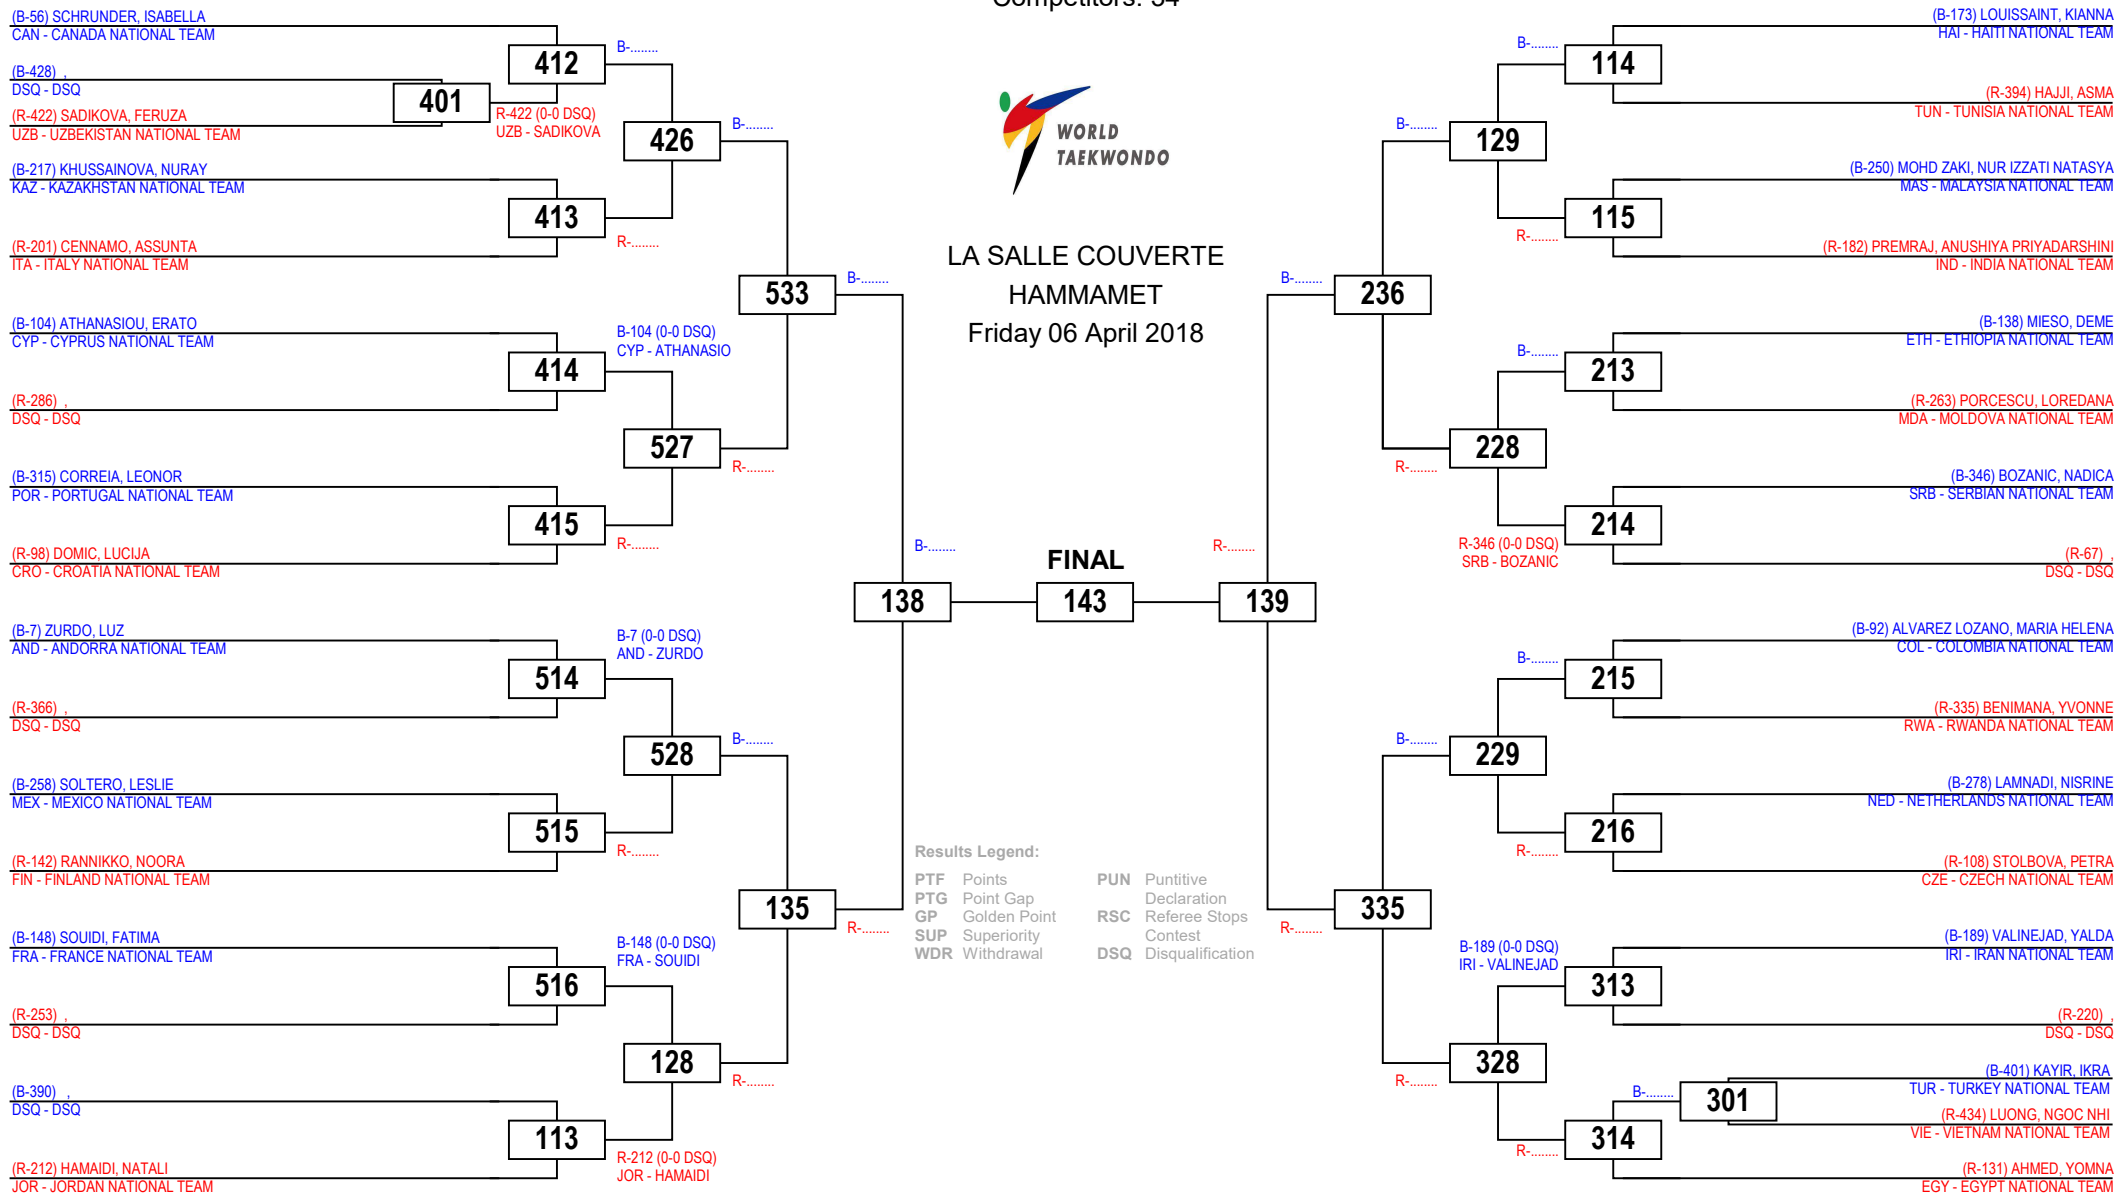 Competitors: 34
(B-56) SCHRUNDER, ISABELLA
CAN - CANADA NATIONAL TEAM
(B-428) ,
DSQ - DSQ
(R-422) SADIKOVA, FERUZA
UZB - UZBEKISTAN NATIONAL TEAM
401
R-422 (0-0 DSQ)
UZB - SADIKOVA
412
B-........
(B-217) KHUSSAINOVA, NURAY
KAZ - KAZAKHSTAN NATIONAL TEAM
(R-201) CENNAMO, ASSUNTA
ITA - ITALY NATIONAL TEAM
413
R-........
426
B-........
(B-104) ATHANASIOU, ERATO
CYP - CYPRUS NATIONAL TEAM
(R-286) ,
DSQ - DSQ
414
B-104 (0-0 DSQ)
CYP - ATHANASIO
(B-315) CORREIA, LEONOR
POR - PORTUGAL NATIONAL TEAM
(R-98) DOMIC, LUCIJA
CRO - CROATIA NATIONAL TEAM
415
R-........
527
R-........
533
B-........
(B-7) ZURDO, LUZ
AND - ANDORRA NATIONAL TEAM
(R-366) ,
DSQ - DSQ
514
B-7 (0-0 DSQ)
AND - ZURDO
(B-258) SOLTERO, LESLIE
MEX - MEXICO NATIONAL TEAM
(R-142) RANNIKKO, NOORA
FIN - FINLAND NATIONAL TEAM
515
R-........
528
B-........
(B-148) SOUIDI, FATIMA
FRA - FRANCE NATIONAL TEAM
(R-253) ,
DSQ - DSQ
516
B-148 (0-0 DSQ)
FRA - SOUIDI
(B-390) ,
DSQ - DSQ
(R-212) HAMAIDI, NATALI
JOR - JORDAN NATIONAL TEAM
113
R-212 (0-0 DSQ)
JOR - HAMAIDI
128
R-........
135
R-........
138
B-........
WORLD
TAEKWONDO
LA SALLE COUVERTE
HAMMAMET
Friday 06 April 2018
FINAL
143
R-........
139
Results Legend:
PTF Points
PTG Point Gap
GP Golden Point
SUP Superiority
WDR Withdrawal
PUN Puntitive
Declaration
RSC Referee Stops
Contest
DSQ Disqualification
(B-173) LOUISSAINT, KIANNA
HAI - HAITI NATIONAL TEAM
(R-394) HAJJI, ASMA
TUN - TUNISIA NATIONAL TEAM
114
B-........
(B-250) MOHD ZAKI, NUR IZZATI NATASYA
MAS - MALAYSIA NATIONAL TEAM
(R-182) PREMRAJ, ANUSHIYA PRIYADARSHINI
IND - INDIA NATIONAL TEAM
115
R-........
129
B-........
(B-138) MIESO, DEME
ETH - ETHIOPIA NATIONAL TEAM
(R-263) PORCESCU, LOREDANA
MDA - MOLDOVA NATIONAL TEAM
213
B-........
(B-346) BOZANIC, NADICA
SRB - SERBIAN NATIONAL TEAM
(R-67) ,
DSQ - DSQ
214
R-346 (0-0 DSQ)
SRB - BOZANIC
228
R-........
236
B-........
(B-92) ALVAREZ LOZANO, MARIA HELENA
COL - COLOMBIA NATIONAL TEAM
(R-335) BENIMANA, YVONNE
RWA - RWANDA NATIONAL TEAM
215
B-........
(B-278) LAMNADI, NISRINE
NED - NETHERLANDS NATIONAL TEAM
(R-108) STOLBOVA, PETRA
CZE - CZECH NATIONAL TEAM
216
R-........
229
B-........
(B-189) VALINEJAD, YALDA
IRI - IRAN NATIONAL TEAM
(R-220) ,
DSQ - DSQ
313
B-189 (0-0 DSQ)
IRI - VALINEJAD
(B-401) KAYIR, IKRA
TUR - TURKEY NATIONAL TEAM
(R-434) LUONG, NGOC NHI
VIE - VIETNAM NATIONAL TEAM
301
B-........
(R-131) AHMED, YOMNA
EGY - EGYPT NATIONAL TEAM
314
R-........
328
R-........
335
R-........